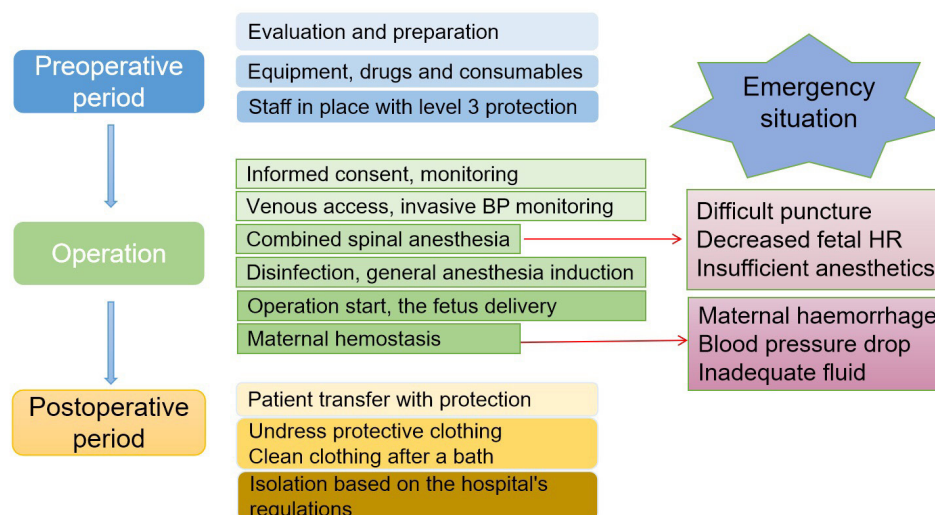 Preoperative
period
Evaluation and preparation
Equipment, drugs and consumables
Staff in place with level 3 protection
Emergency
situation
Operation
Informed consent, monitoring
Venous access, invasive BP monitoring
Combined spinal anesthesia
Disinfection, general anesthesia induction
Operation start, the fetus delivery
Maternal hemostasis
Difficult puncture
Decreased fetal HR
Insufficient anesthetics
Maternal haemorrhage
Blood pressure drop
Inadequate fluid
Postoperative
period
Patient transfer with protection
Undress protective clothing
Clean clothing after a bath
Isolation based on the hospital's
regulations